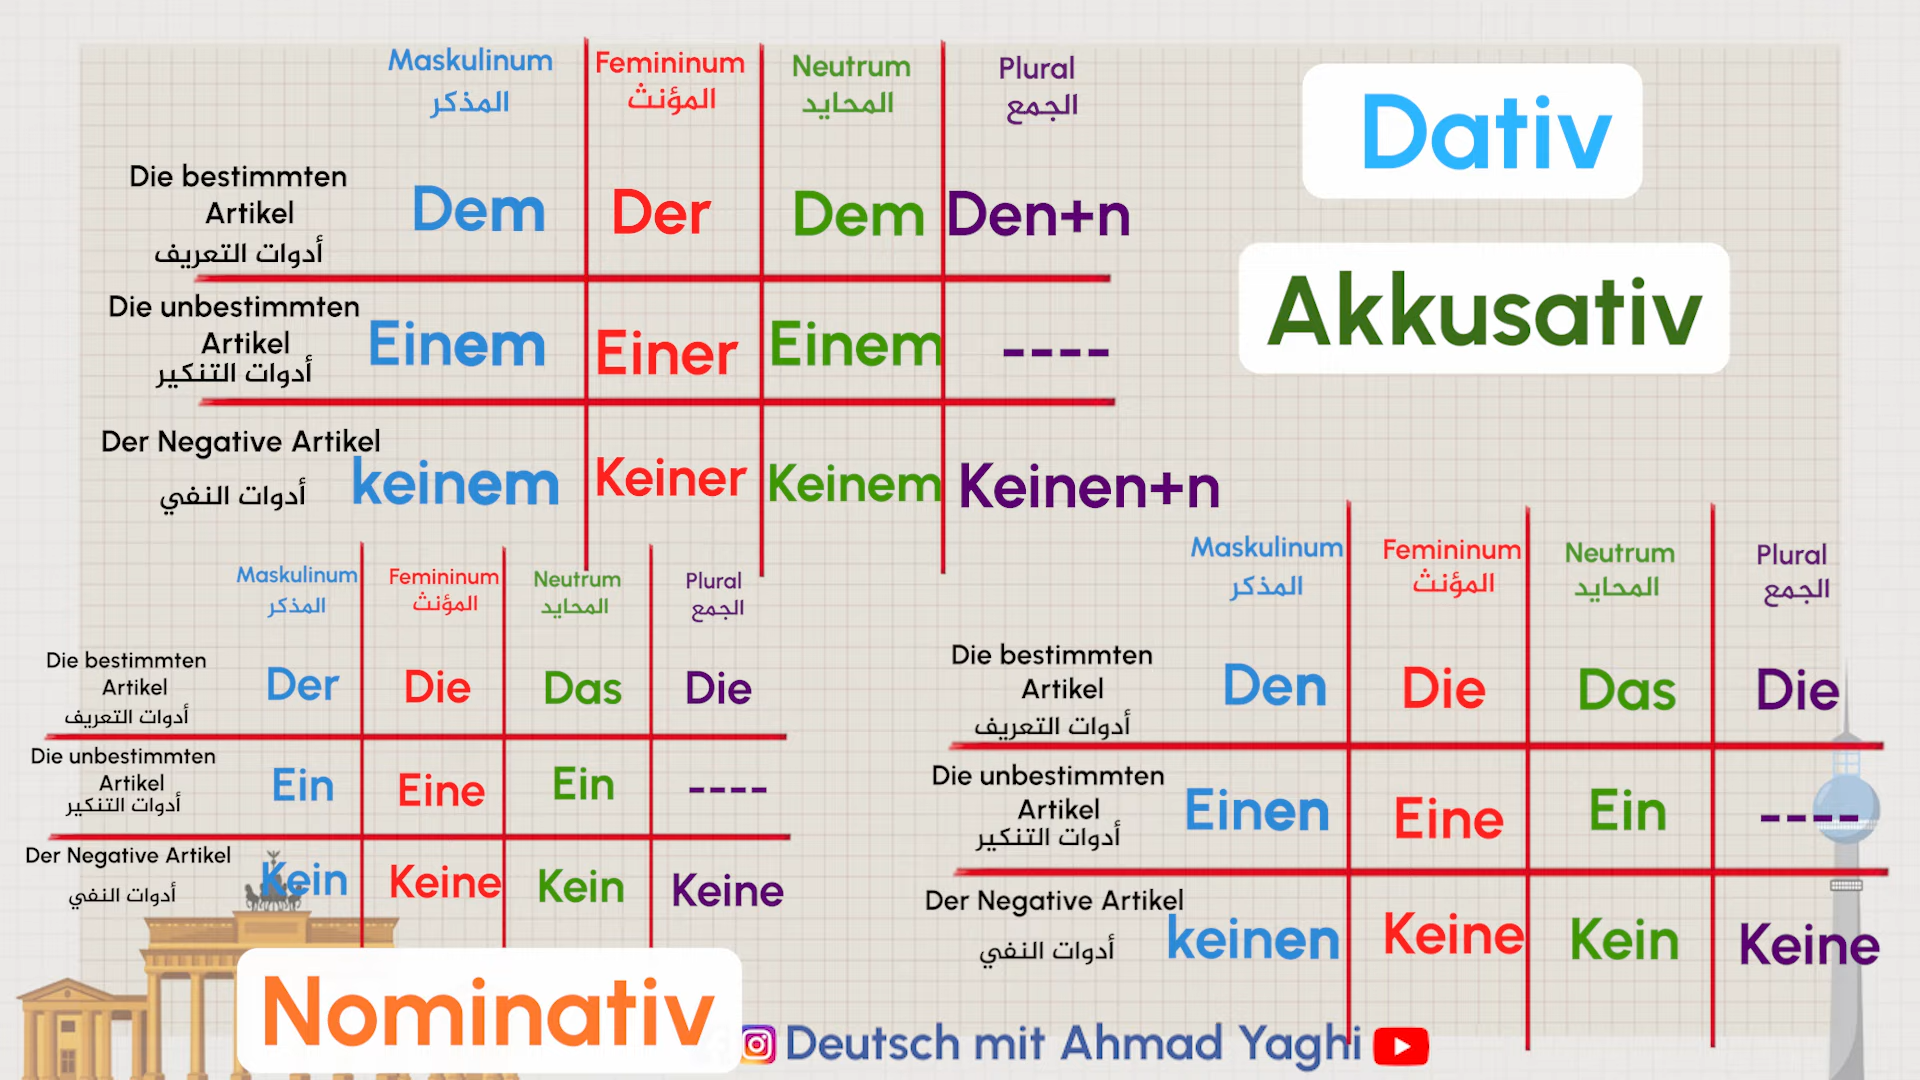 Maskulinum Femininum Neutrum Plural
المذكر المؤنث المحايد الجمع
Die bestimmten
Artikel
أدوات التعريف
Dem Der Dem Den+n
Die unbestimmten
Artikel
أدوات التنكير
Einem Einer Einem ----
Der Negative Artikel
أدوات النفي
keinem Keiner Keinem Keinen+n
Dativ
Akkusativ
Maskulinum Femininum Neutrum Plural
المذكر المؤنث المحايد الجمع
Die bestimmten
Artikel
أدوات التعريف
Der Die Das Die
Die unbestimmten
Artikel
أدوات التنكير
Ein Eine Ein ----
Der Negative Artikel
أدوات النفي
Kein Keine Kein Keine
Nominativ
Maskulinum Femininum Neutrum Plural
المذكر المؤنث المحايد الجمع
Die bestimmten
Artikel
أدوات التعريف
Den Die Das Die
Die unbestimmten
Artikel
أدوات التنكير
Einen Eine Ein ----
Der Negative Artikel
أدوات النفي
keinen Keine Kein Keine
Deutsch mit Ahmad Yaghi